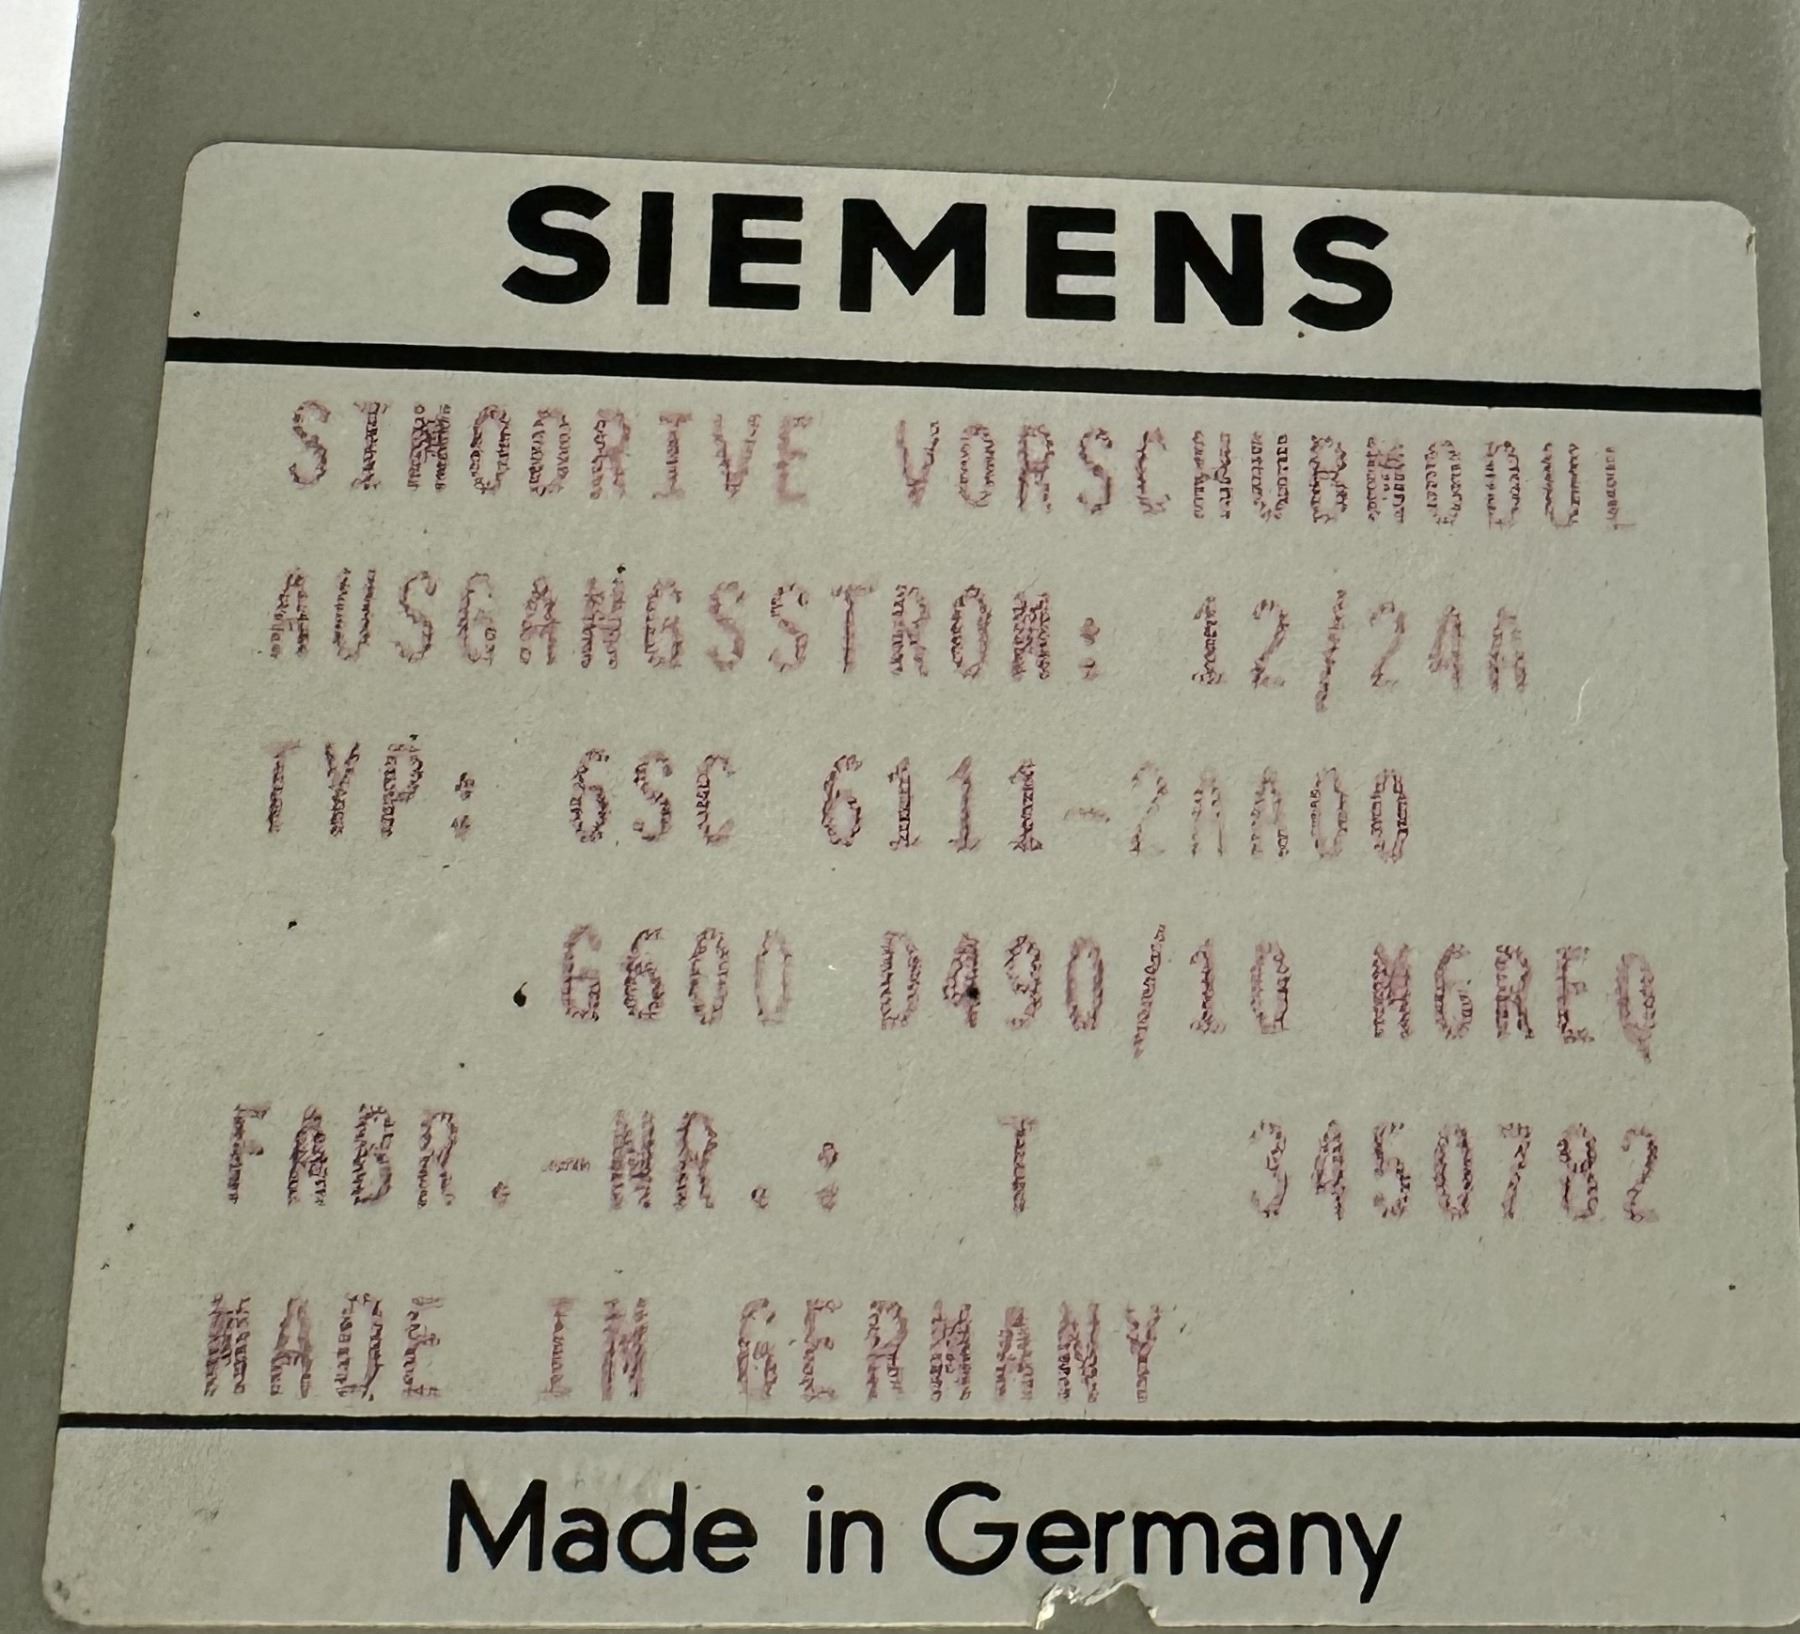 SIEMENS
SIMODRIVE VORSCHUBMODUL
AUSGANGSSTROM: 12/24A
TYP: 6SC 6111-2AA00
6600 D490/10 MGREQ
FABR.-NR.: T 3450782
MADE IN GERMANY
Made in Germany